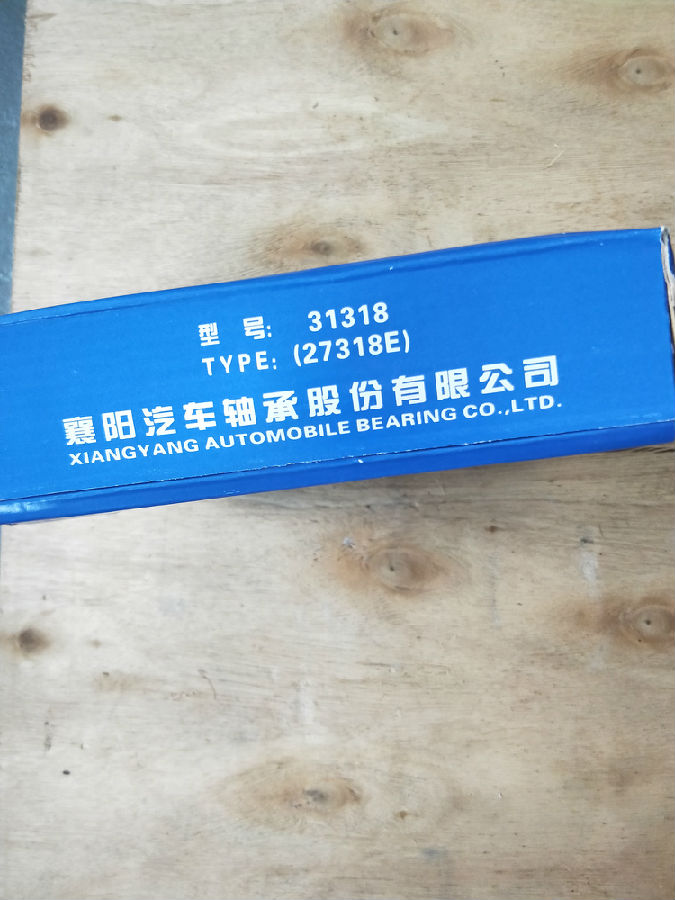 型 号: 31318
TYPE: (27318E)
襄阳汽车轴承股份有限公司
XIANGYANG AUTOMOBILE BEARING CO.,LTD.